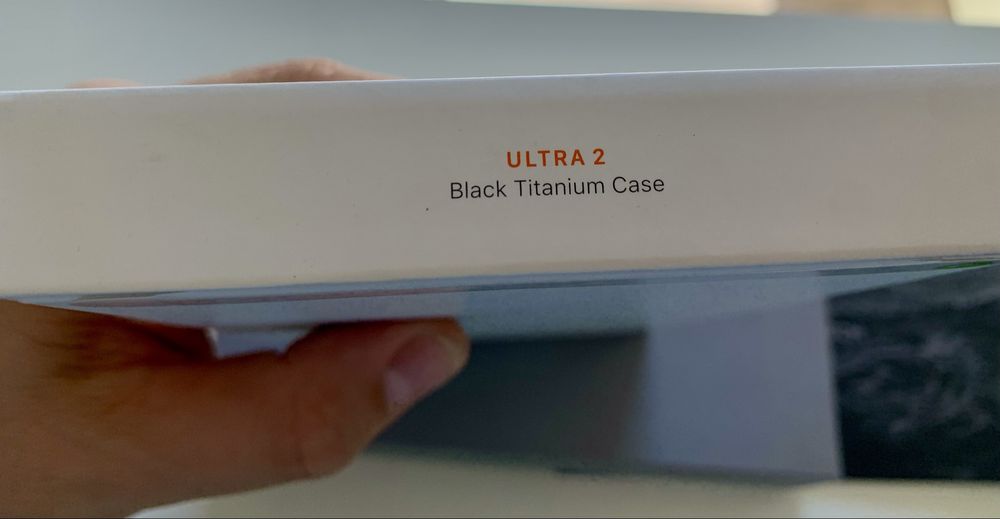 ULTRA 2
Black Titanium Case